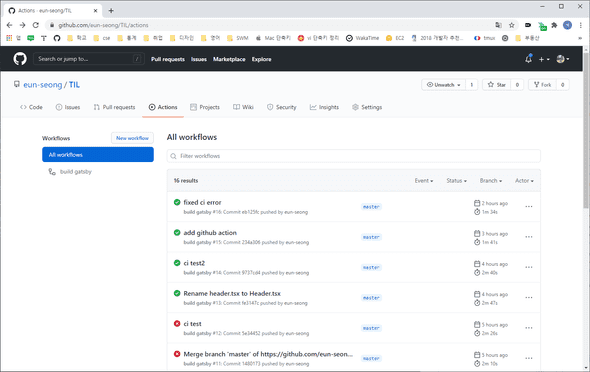 Actions · eun-seong/TIL
github.com/eun-seong/TIL/actions
앱 학교 cse 통계 취업 디자인 영어 SWM Mac 단축키 vi 단축키 정리 WakaTime EC2 2018 개발자 추천... tmux 부동산
Search or jump to... / Pull requests Issues Marketplace Explore
eun-seong / TIL
Unwatch 1 Star 0 Fork 0
Code Issues Pull requests Actions Projects Wiki Security Insights Settings
Workflows New workflow
All workflows
build gatsby
All workflows
Filter workflows
16 results Event Status Branch Actor
fixed ci error
build gatsby #16: Commit eb125fc pushed by eun-seong
master
2 hours ago
1m 34s
add github action
build gatsby #15: Commit 234a306 pushed by eun-seong
master
3 hours ago
1m 41s
ci test2
build gatsby #14: Commit 9737cd4 pushed by eun-seong
master
4 hours ago
2m 40s
Rename header.tsx to Header.tsx
build gatsby #13: Commit fe3147c pushed by eun-seong
master
4 hours ago
2m 47s
ci test
build gatsby #12: Commit 5e34452 pushed by eun-seong
master
5 hours ago
2m 26s
Merge branch 'master' of https://github.com/eun-seon...
build gatsby #11: Commit 1480173 pushed by eun-seong
master
5 hours ago
2m 10s